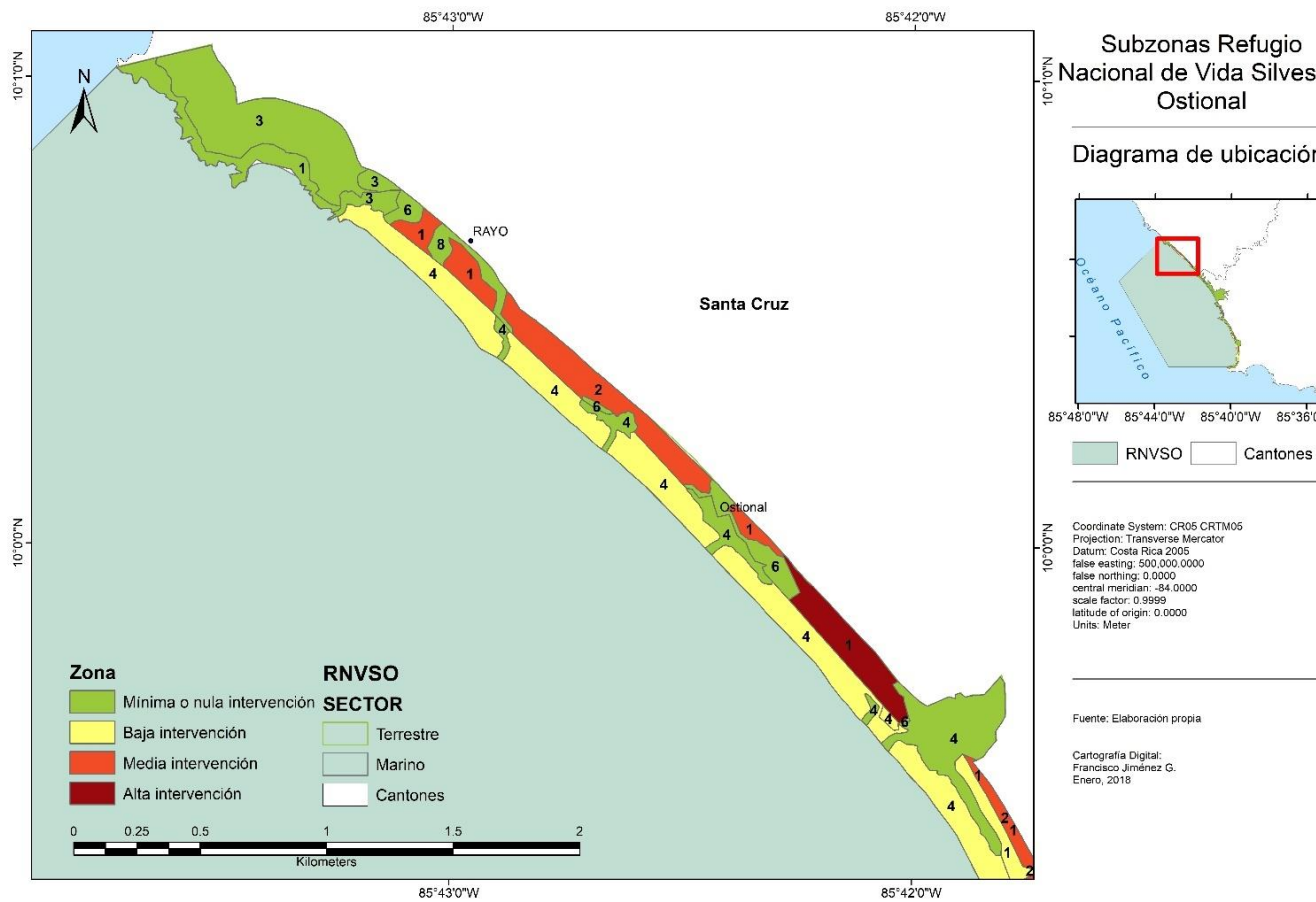 85°43'0"W
85°42'0"W
10°1'0"N
10°1'0"N
N
3
1
3
3
6
1
8
RAYO
1
4
Santa Cruz
4
2
4
6
4
4
Ostional
1
4
10°0'0"N
10°0'0"N
6
4
1
4
4
6
4
4
1
2
1
1
2
Zona
Mínima o nula intervención
Baja intervención
Media intervención
Alta intervención
RNVSO
SECTOR
Terrestre
Marino
Cantones
0
0.25
0.5
1
1.5
2
Kilometers
85°43'0"W
85°42'0"W
Subzonas Refugio
Nacional de Vida Silves
Ostional
Diagrama de ubicación
Océano Pacífico
85°48'0"W
85°44'0"W
85°40'0"W
85°36'0
RNVSO
Cantones
Coordinate System: CR05 CRTM05
Projection: Transverse Mercator
Datum: Costa Rica 2005
false easting: 500,000.0000
false northing: 0.0000
central meridian: -84.0000
scale factor: 0.9999
latitude of origin: 0.0000
Units: Meter
Fuente: Elaboración propia
Cartografía Digital:
Francisco Jiménez G.
Enero, 2018